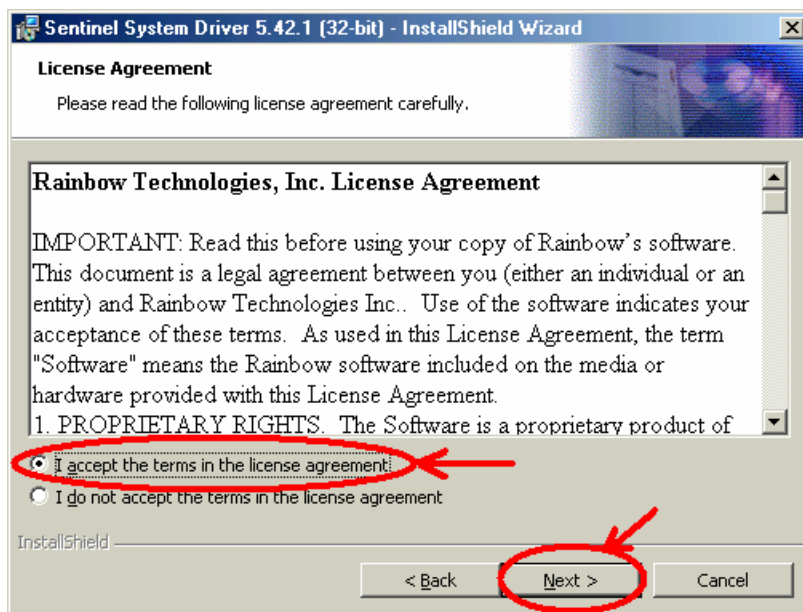 Sentinel System Driver 5.42.1 (32-bit) - InstallShield Wizard
License Agreement
Please read the following license agreement carefully.
Rainbow Technologies, Inc. License Agreement
IMPORTANT: Read this before using your copy of Rainbow's software.
This document is a legal agreement between you (either an individual or an
entity) and Rainbow Technologies Inc.. Use of the software indicates your
acceptance of these terms. As used in this License Agreement, the term
"Software" means the Rainbow software included on the media or
hardware provided with this License Agreement.
1. PROPRIETARY RIGHTS. The Software is a proprietary product of
I accept the terms in the license agreement
I do not accept the terms in the license agreement
InstallShield
< Back Next > Cancel